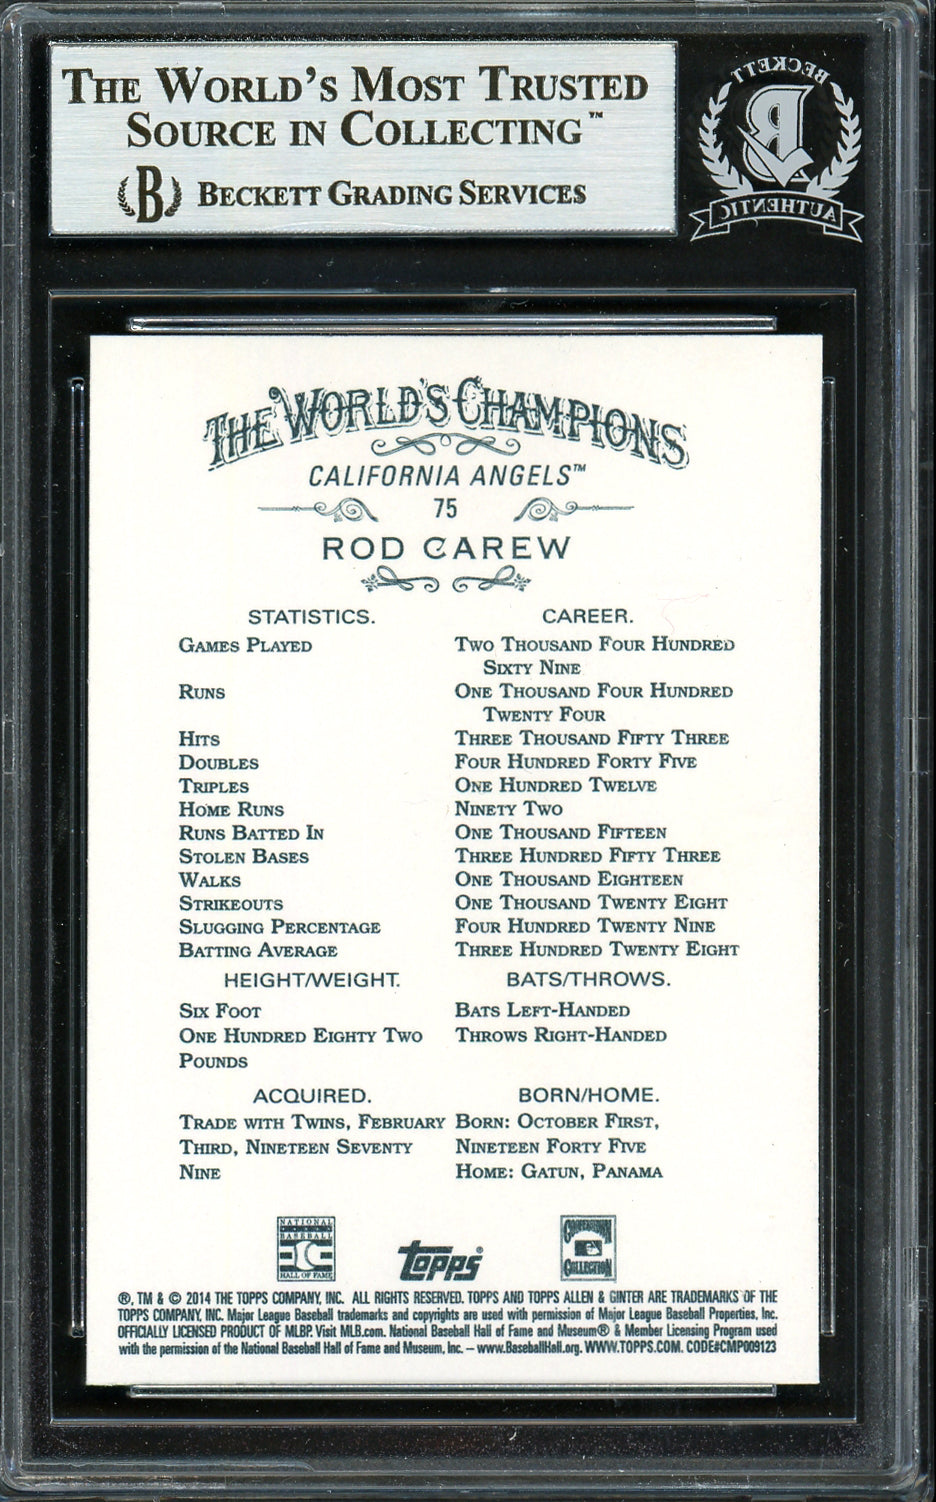 THE WORLD'S MOST TRUSTED
SOURCE IN COLLECTING™
B BECKETT GRADING SERVICES
BECKETT
B
AUTHENTIC
THE WORLD'S CHAMPIONS
CALIFORNIA ANGELS™
75
ROD CAREW
STATISTICS. CAREER.
GAMES PLAYED TWO THOUSAND FOUR HUNDRED
SIXTY NINE
RUNS ONE THOUSAND FOUR HUNDRED
TWENTY FOUR
HITS THREE THOUSAND FIFTY THREE
DOUBLES FOUR HUNDRED FORTY FIVE
TRIPLES ONE HUNDRED TWELVE
HOME RUNS NINETY TWO
RUNS BATTED IN ONE THOUSAND FIFTEEN
STOLEN BASES THREE HUNDRED FIFTY THREE
WALKS ONE THOUSAND EIGHTEEN
STRIKEOUTS ONE THOUSAND TWENTY EIGHT
SLUGGING PERCENTAGE FOUR HUNDRED TWENTY NINE
BATTING AVERAGE THREE HUNDRED TWENTY EIGHT
HEIGHT/WEIGHT. BATS/THROWS.
SIX FOOT BATS LEFT-HANDED
ONE HUNDRED EIGHTY TWO THROWS RIGHT-HANDED
POUNDS
ACQUIRED. BORN/HOME.
TRADE WITH TWINS, FEBRUARY BORN: OCTOBER FIRST,
THIRD, NINETEEN SEVENTY NINETEEN FORTY FIVE
NINE HOME: GATUN, PANAMA
NATIONAL
BASEBALL
HALL OF FAME
Topps®
COOPERSTOWN
COLLECTION
®, TM & © 2014 THE TOPPS COMPANY, INC. ALL RIGHTS RESERVED. TOPPS AND TOPPS ALLEN & GINTER ARE TRADEMARKS OF THE
TOPPS COMPANY, INC. Major League Baseball trademarks and copyrights are used with permission of Major League Baseball Properties, Inc.
OFFICIALLY LICENSED PRODUCT OF MLBP. Visit MLB.com. National Baseball Hall of Fame and Museum® & Member Licensing Program used
with the permission of the National Baseball Hall of Fame and Museum, Inc. – www.BaseballHall.org. WWW.TOPPS.COM. CODE#CMP009123